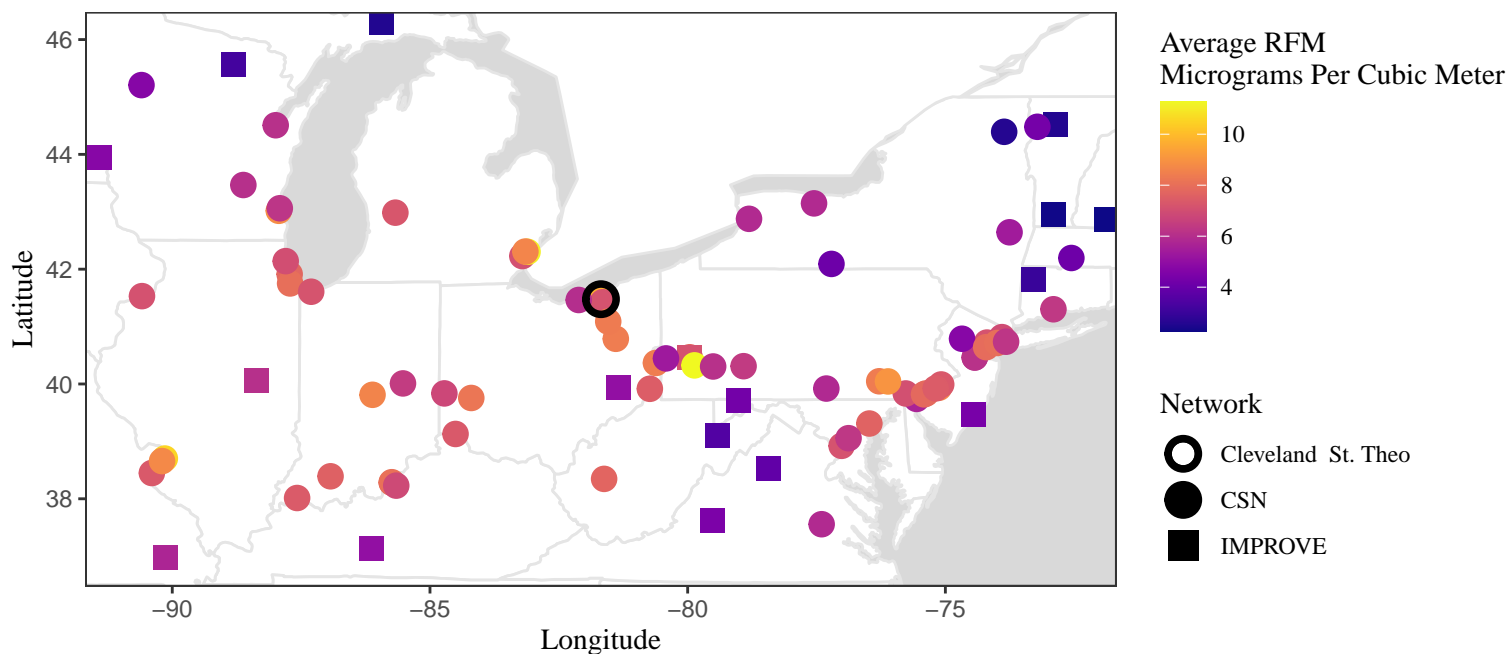 Average RFM
Micrograms Per Cubic Meter
10
8
6
4
Network
Cleveland  St. Theo
CSN
IMPROVE
Latitude
46
44
42
40
38
−90
−85
−80
−75
Longitude